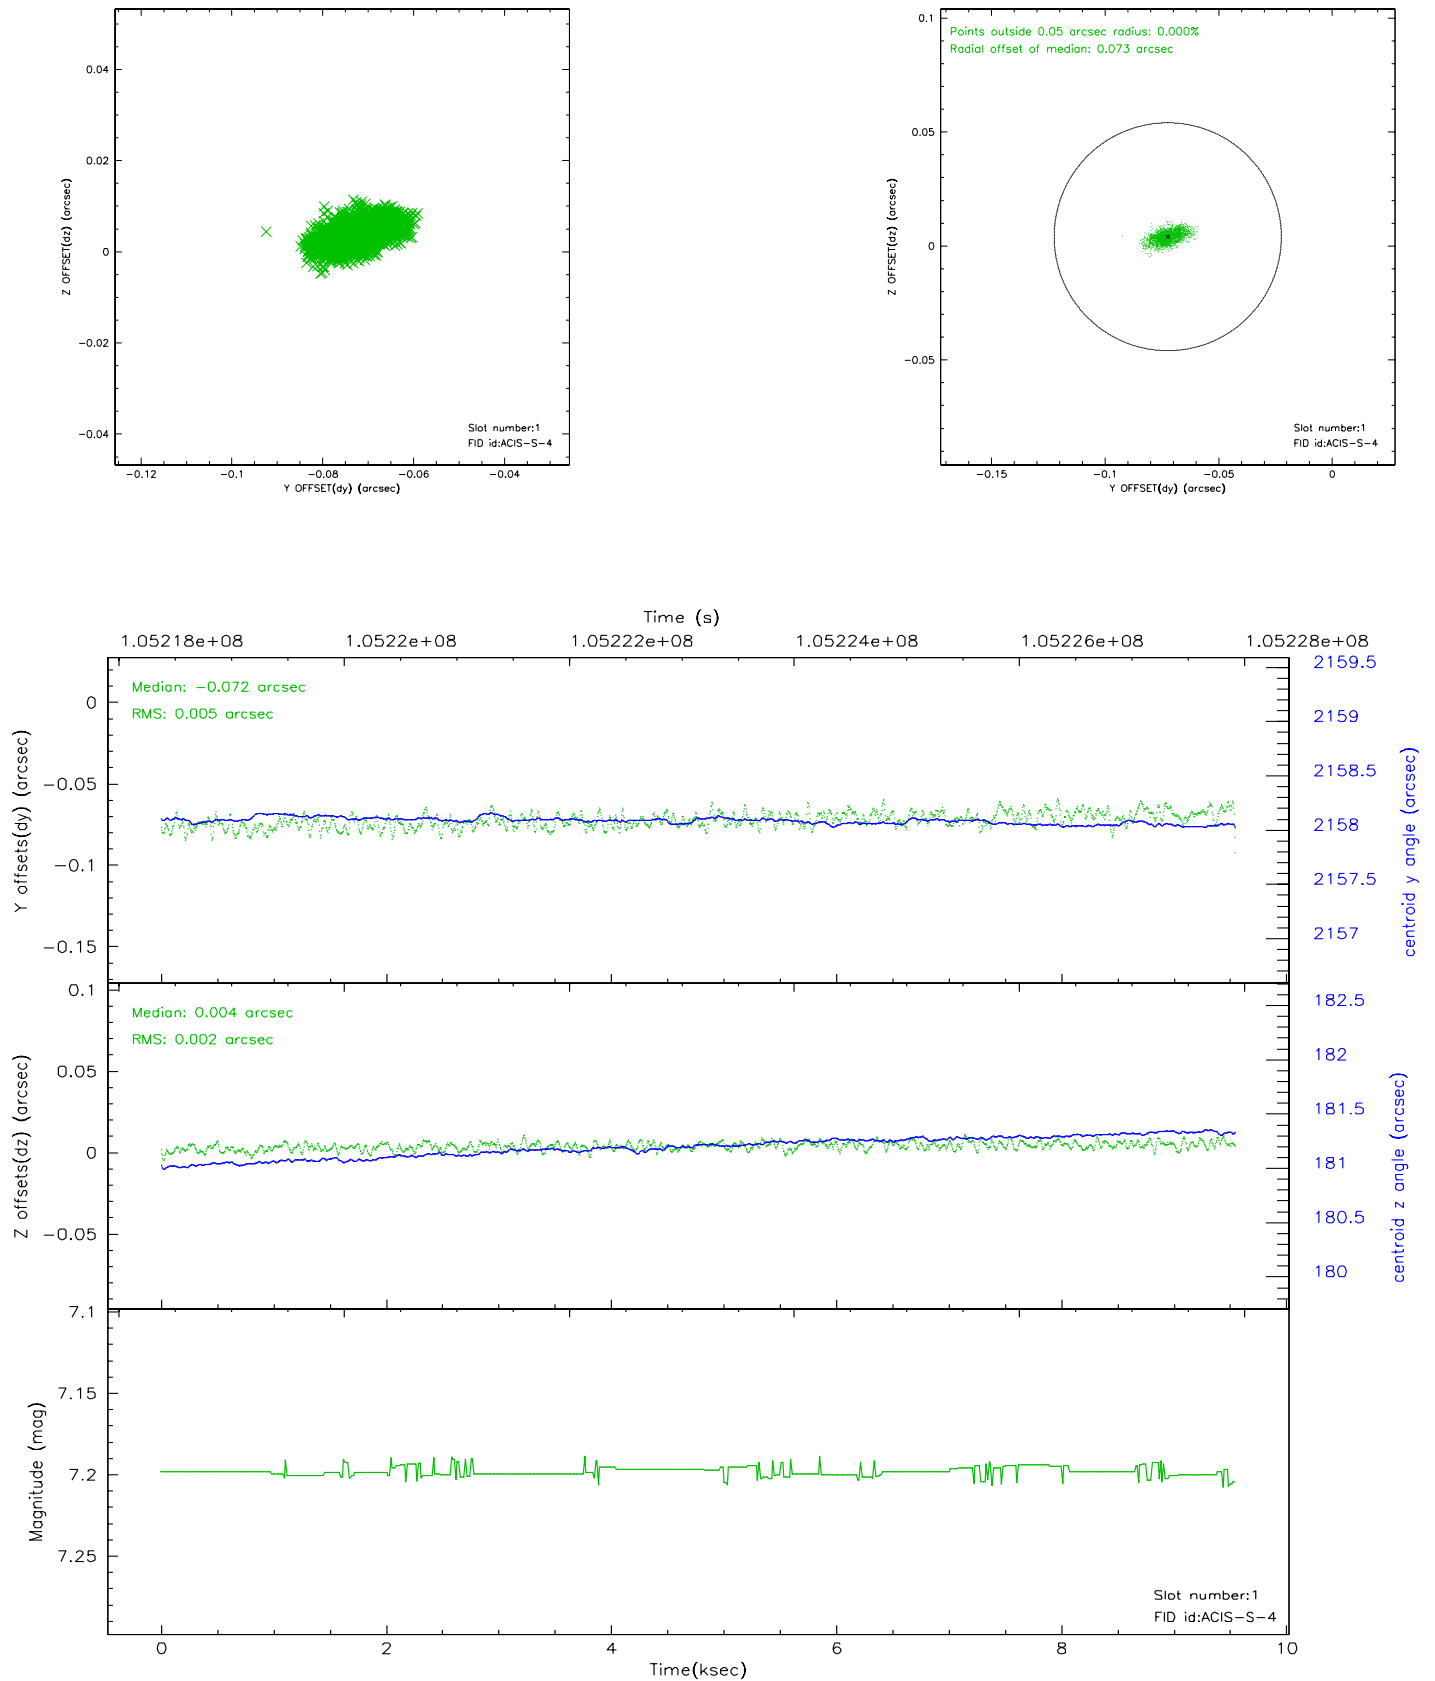 0.04
0.02
0
−0.02
−0.04
Z OFFSET(dz) (arcsec)
Slot number:1
FID id:ACIS−S−4
−0.12
−0.1
−0.08
−0.06
−0.04
Y OFFSET(dy) (arcsec)
Points outside 0.05 arcsec radius: 0.000%
Radial offset of median: 0.073 arcsec
0.1
0.05
0
−0.05
Z OFFSET(dz) (arcsec)
Slot number:1
FID id:ACIS−S−4
−0.15
−0.1
−0.05
0
Y OFFSET(dy) (arcsec)
Time (s)
1.05218e+08
1.0522e+08
1.05222e+08
1.05224e+08
1.05226e+08
1.05228e+08
Median: −0.072 arcsec
RMS: 0.005 arcsec
0
−0.05
−0.1
−0.15
Y offsets(dy) (arcsec)
2159.5
2159
2158.5
2158
2157.5
2157
centroid y angle (arcsec)
Median: 0.004 arcsec
RMS: 0.002 arcsec
0.1
0.05
0
−0.05
Z offsets(dz) (arcsec)
182.5
182
181.5
181
180.5
180
centroid z angle (arcsec)
7.1
7.15
7.2
7.25
Magnitude (mag)
Slot number:1
FID id:ACIS−S−4
0
2
4
6
8
10
Time(ksec)